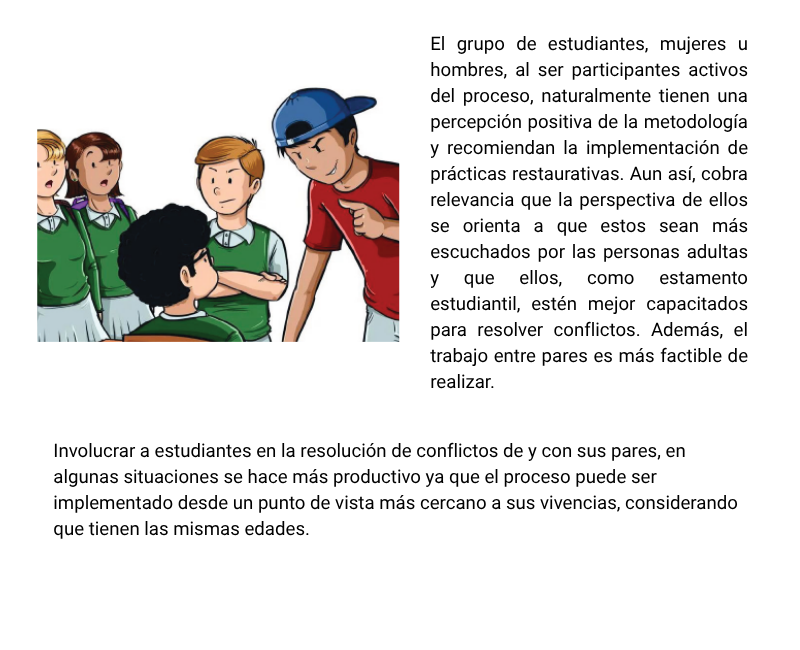 El grupo de estudiantes, mujeres u
hombres, al ser participantes activos
del proceso, naturalmente tienen una
percepción positiva de la metodología
y recomiendan la implementación de
prácticas restaurativas. Aun así, cobra
relevancia que la perspectiva de ellos
se orienta a que estos sean más
escuchados por las personas adultas
y que ellos, como estamento
estudiantil, estén mejor capacitados
para resolver conflictos. Además, el
trabajo entre pares es más factible de
realizar.
Involucrar a estudiantes en la resolución de conflictos de y con sus pares, en
algunas situaciones se hace más productivo ya que el proceso puede ser
implementado desde un punto de vista más cercano a sus vivencias, considerando
que tienen las mismas edades.